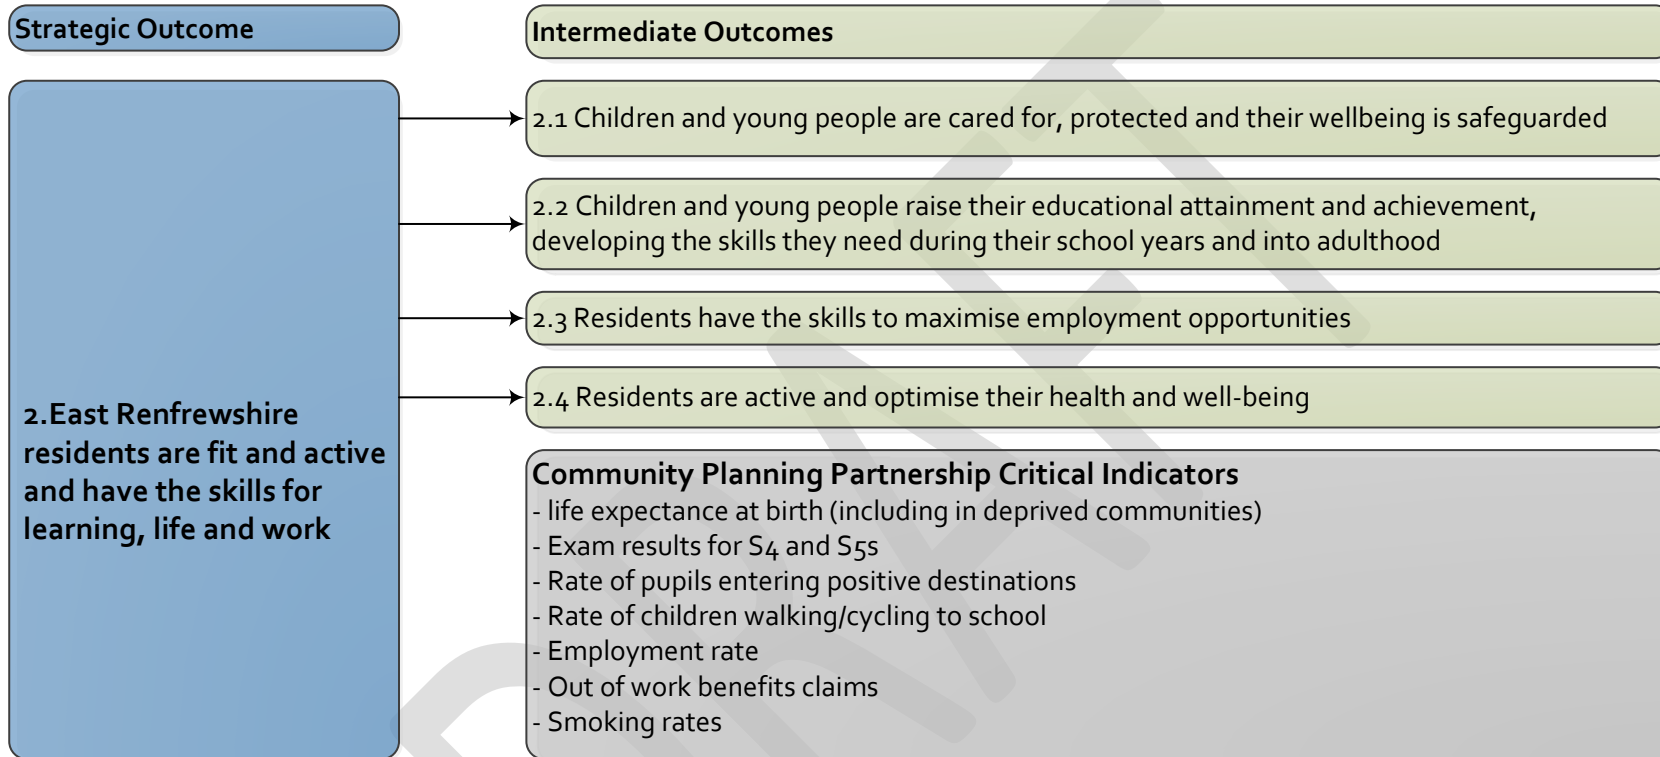 Strategic Outcome
Intermediate Outcomes
2.East Renfrewshire
residents are fit and active
and have the skills for
learning, life and work
2.1 Children and young people are cared for, protected and their wellbeing is safeguarded
2.2 Children and young people raise their educational attainment and achievement,
developing the skills they need during their school years and into adulthood
2.3 Residents have the skills to maximise employment opportunities
2.4 Residents are active and optimise their health and well-being
Community Planning Partnership Critical Indicators
- life expectance at birth (including in deprived communities)
- Exam results for S4 and S5s
- Rate of pupils entering positive destinations
- Rate of children walking/cycling to school
- Employment rate
- Out of work benefits claims
- Smoking rates
DRAFT